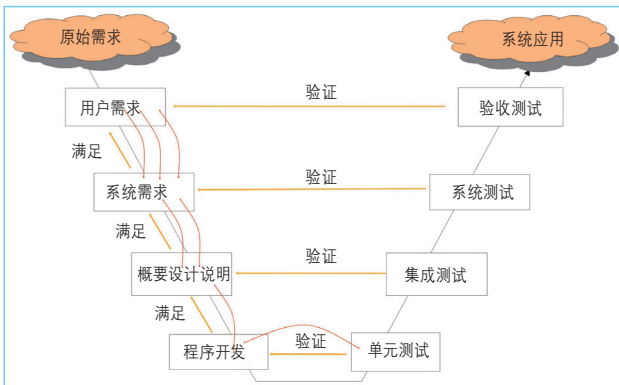 原始需求
系统应用
用户需求
验证
验收测试
满足
系统需求
验证
系统测试
满足
概要设计说明
验证
集成测试
满足
程序开发
验证
单元测试